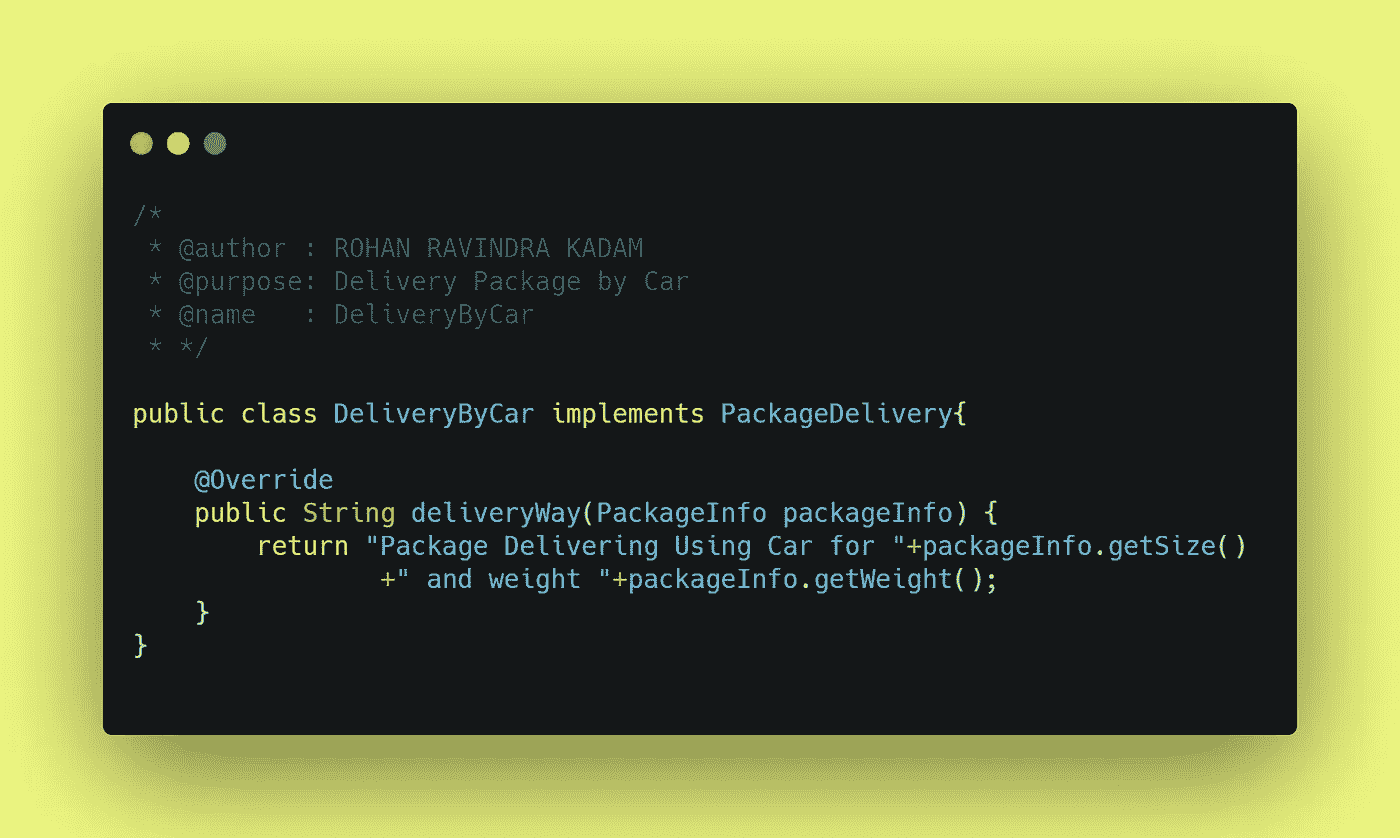 /*
 * @author : ROHAN RAVINDRA KADAM
 * @purpose: Delivery Package by Car
 * @name   : DeliveryByCar
 * */
public class DeliveryByCar implements PackageDelivery{
    @Override
    public String deliveryWay(PackageInfo packageInfo) {
        return "Package Delivering Using Car for "+packageInfo.getSize()
                +" and weight "+packageInfo.getWeight();
    }
}